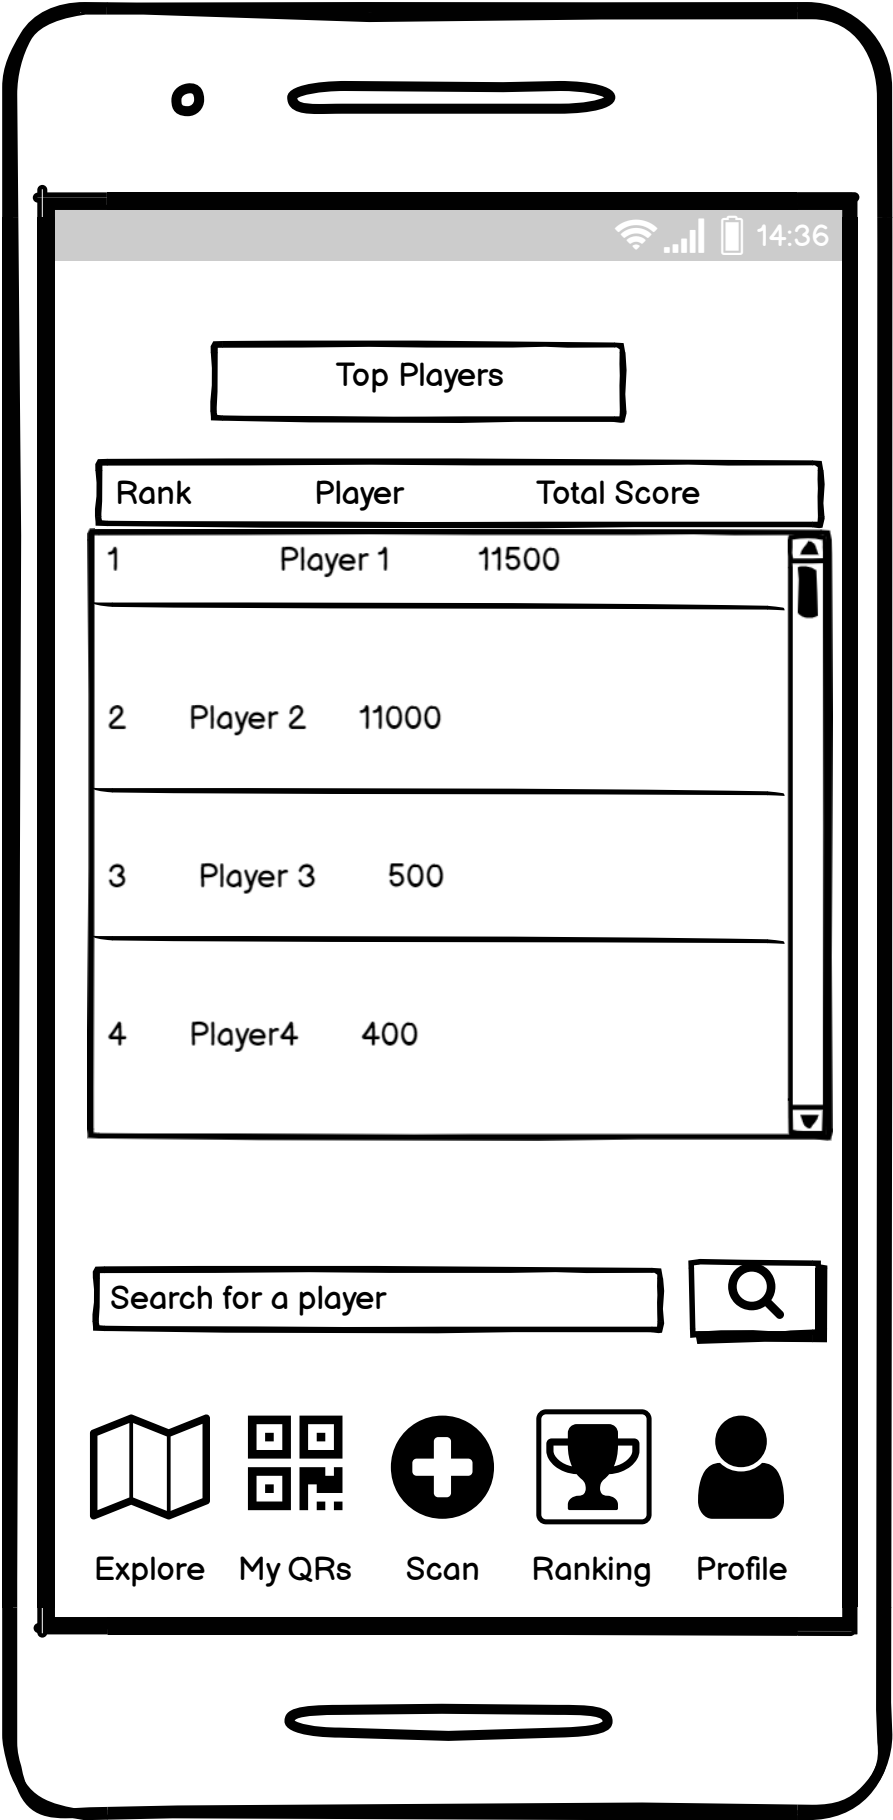 14:36
Top Players
Rank Player Total Score
1 Player 1 11500
2 Player 2 11000
3 Player 3 500
4 Player4 400
Search for a player
Explore My QRs Scan Ranking Profile